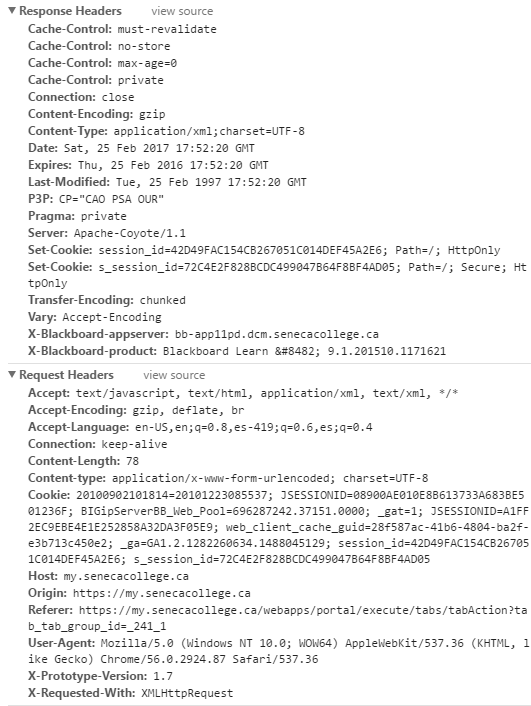 Response Headers view source
Cache-Control: must-revalidate
Cache-Control: no-store
Cache-Control: max-age=0
Cache-Control: private
Connection: close
Content-Encoding: gzip
Content-Type: application/xml;charset=UTF-8
Date: Sat, 25 Feb 2017 17:52:20 GMT
Expires: Thu, 25 Feb 2016 17:52:20 GMT
Last-Modified: Tue, 25 Feb 1997 17:52:20 GMT
P3P: CP="CAO PSA OUR"
Pragma: private
Server: Apache-Coyote/1.1
Set-Cookie: session_id=42D49FAC154CB267051C014DEF45A2E6; Path=/; HttpOnly
Set-Cookie: s_session_id=72C4E2F828BCDC499047B64F8BF4AD05; Path=/; Secure; Ht
tpOnly
Transfer-Encoding: chunked
Vary: Accept-Encoding
X-Blackboard-appserver: bb-app11pd.dcm.senecacollege.ca
X-Blackboard-product: Blackboard Learn &#8482; 9.1.201510.1171621
Request Headers view source
Accept: text/javascript, text/html, application/xml, text/xml, */*
Accept-Encoding: gzip, deflate, br
Accept-Language: en-US,en;q=0.8,es-419;q=0.6,es;q=0.4
Connection: keep-alive
Content-Length: 78
Content-type: application/x-www-form-urlencoded; charset=UTF-8
Cookie: 20100902101814=20101223085537; JSESSIONID=08900AE010E8B613733A683BE5
01236F; BIGipServerBB_Web_Pool=696287242.37151.0000; _gat=1; JSESSIONID=A1FF
2EC9EBE4E1E252858A32DA3F05E9; web_client_cache_guid=28f587ac-41b6-4804-ba2f-
e3b713c450e2; _ga=GA1.2.1282260634.1488045129; session_id=42D49FAC154CB26705
1C014DEF45A2E6; s_session_id=72C4E2F828BCDC499047B64F8BF4AD05
Host: my.senecacollege.ca
Origin: https://my.senecacollege.ca
Referer: https://my.senecacollege.ca/webapps/portal/execute/tabs/tabAction?ta
b_tab_group_id=_241_1
User-Agent: Mozilla/5.0 (Windows NT 10.0; WOW64) AppleWebKit/537.36 (KHTML, l
ike Gecko) Chrome/56.0.2924.87 Safari/537.36
X-Prototype-Version: 1.7
X-Requested-With: XMLHttpRequest